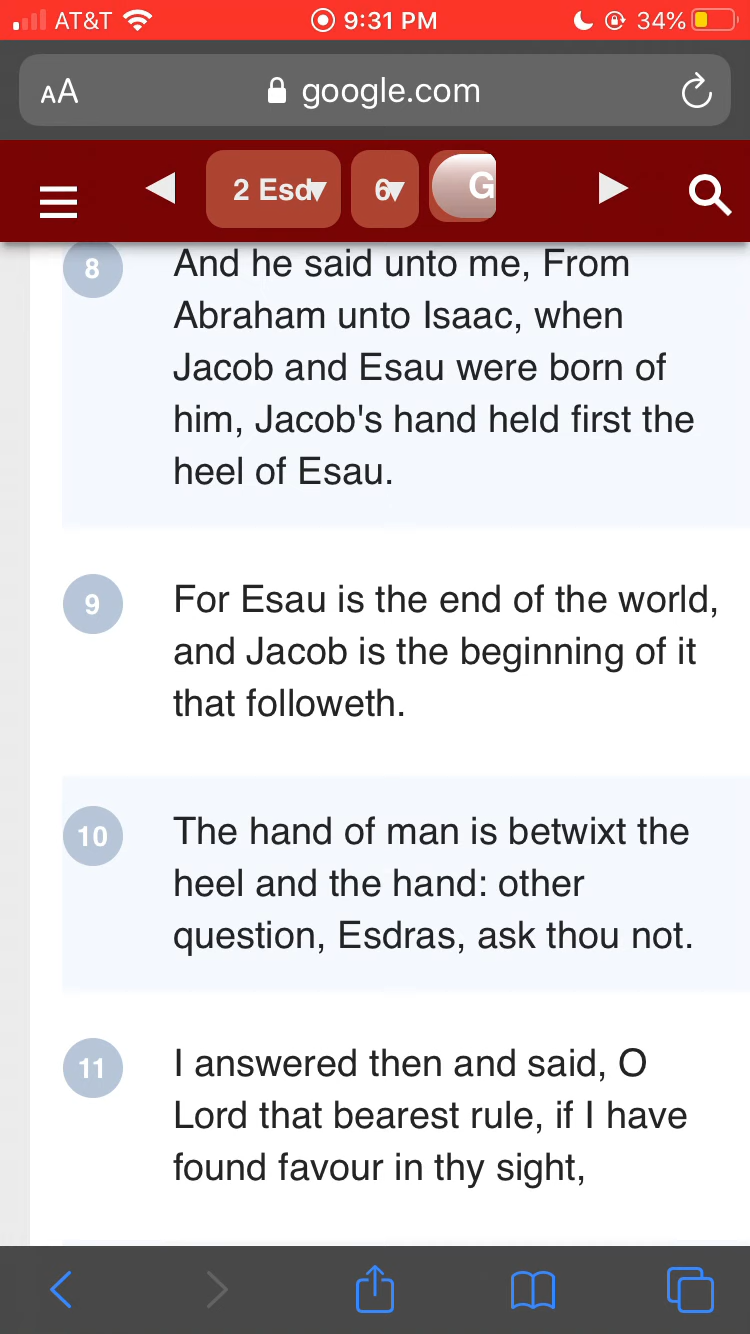 AT&T 9:31 PM 34%
AA google.com
2 Esd 6 G
8 And he said unto me, From
Abraham unto Isaac, when
Jacob and Esau were born of
him, Jacob's hand held first the
heel of Esau.
9 For Esau is the end of the world,
and Jacob is the beginning of it
that followeth.
10 The hand of man is betwixt the
heel and the hand: other
question, Esdras, ask thou not.
11 I answered then and said, O
Lord that bearest rule, if I have
found favour in thy sight,